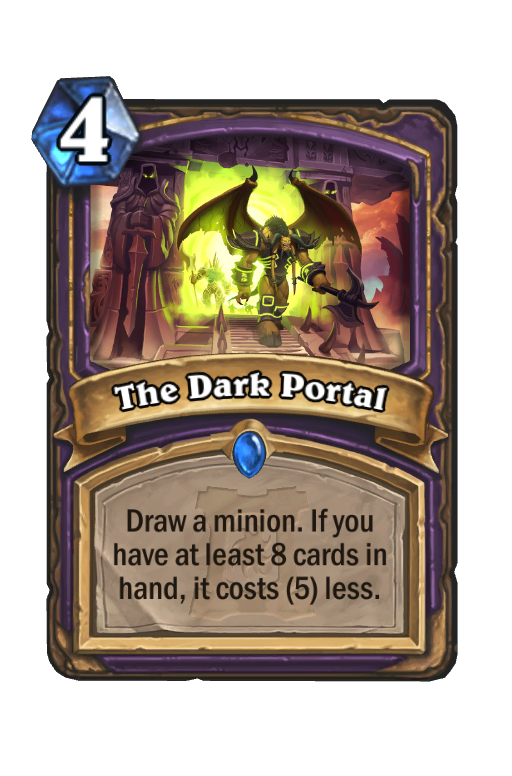 4
The Dark Portal
Draw a minion. If you
have at least 8 cards in
hand, it costs (5) less.